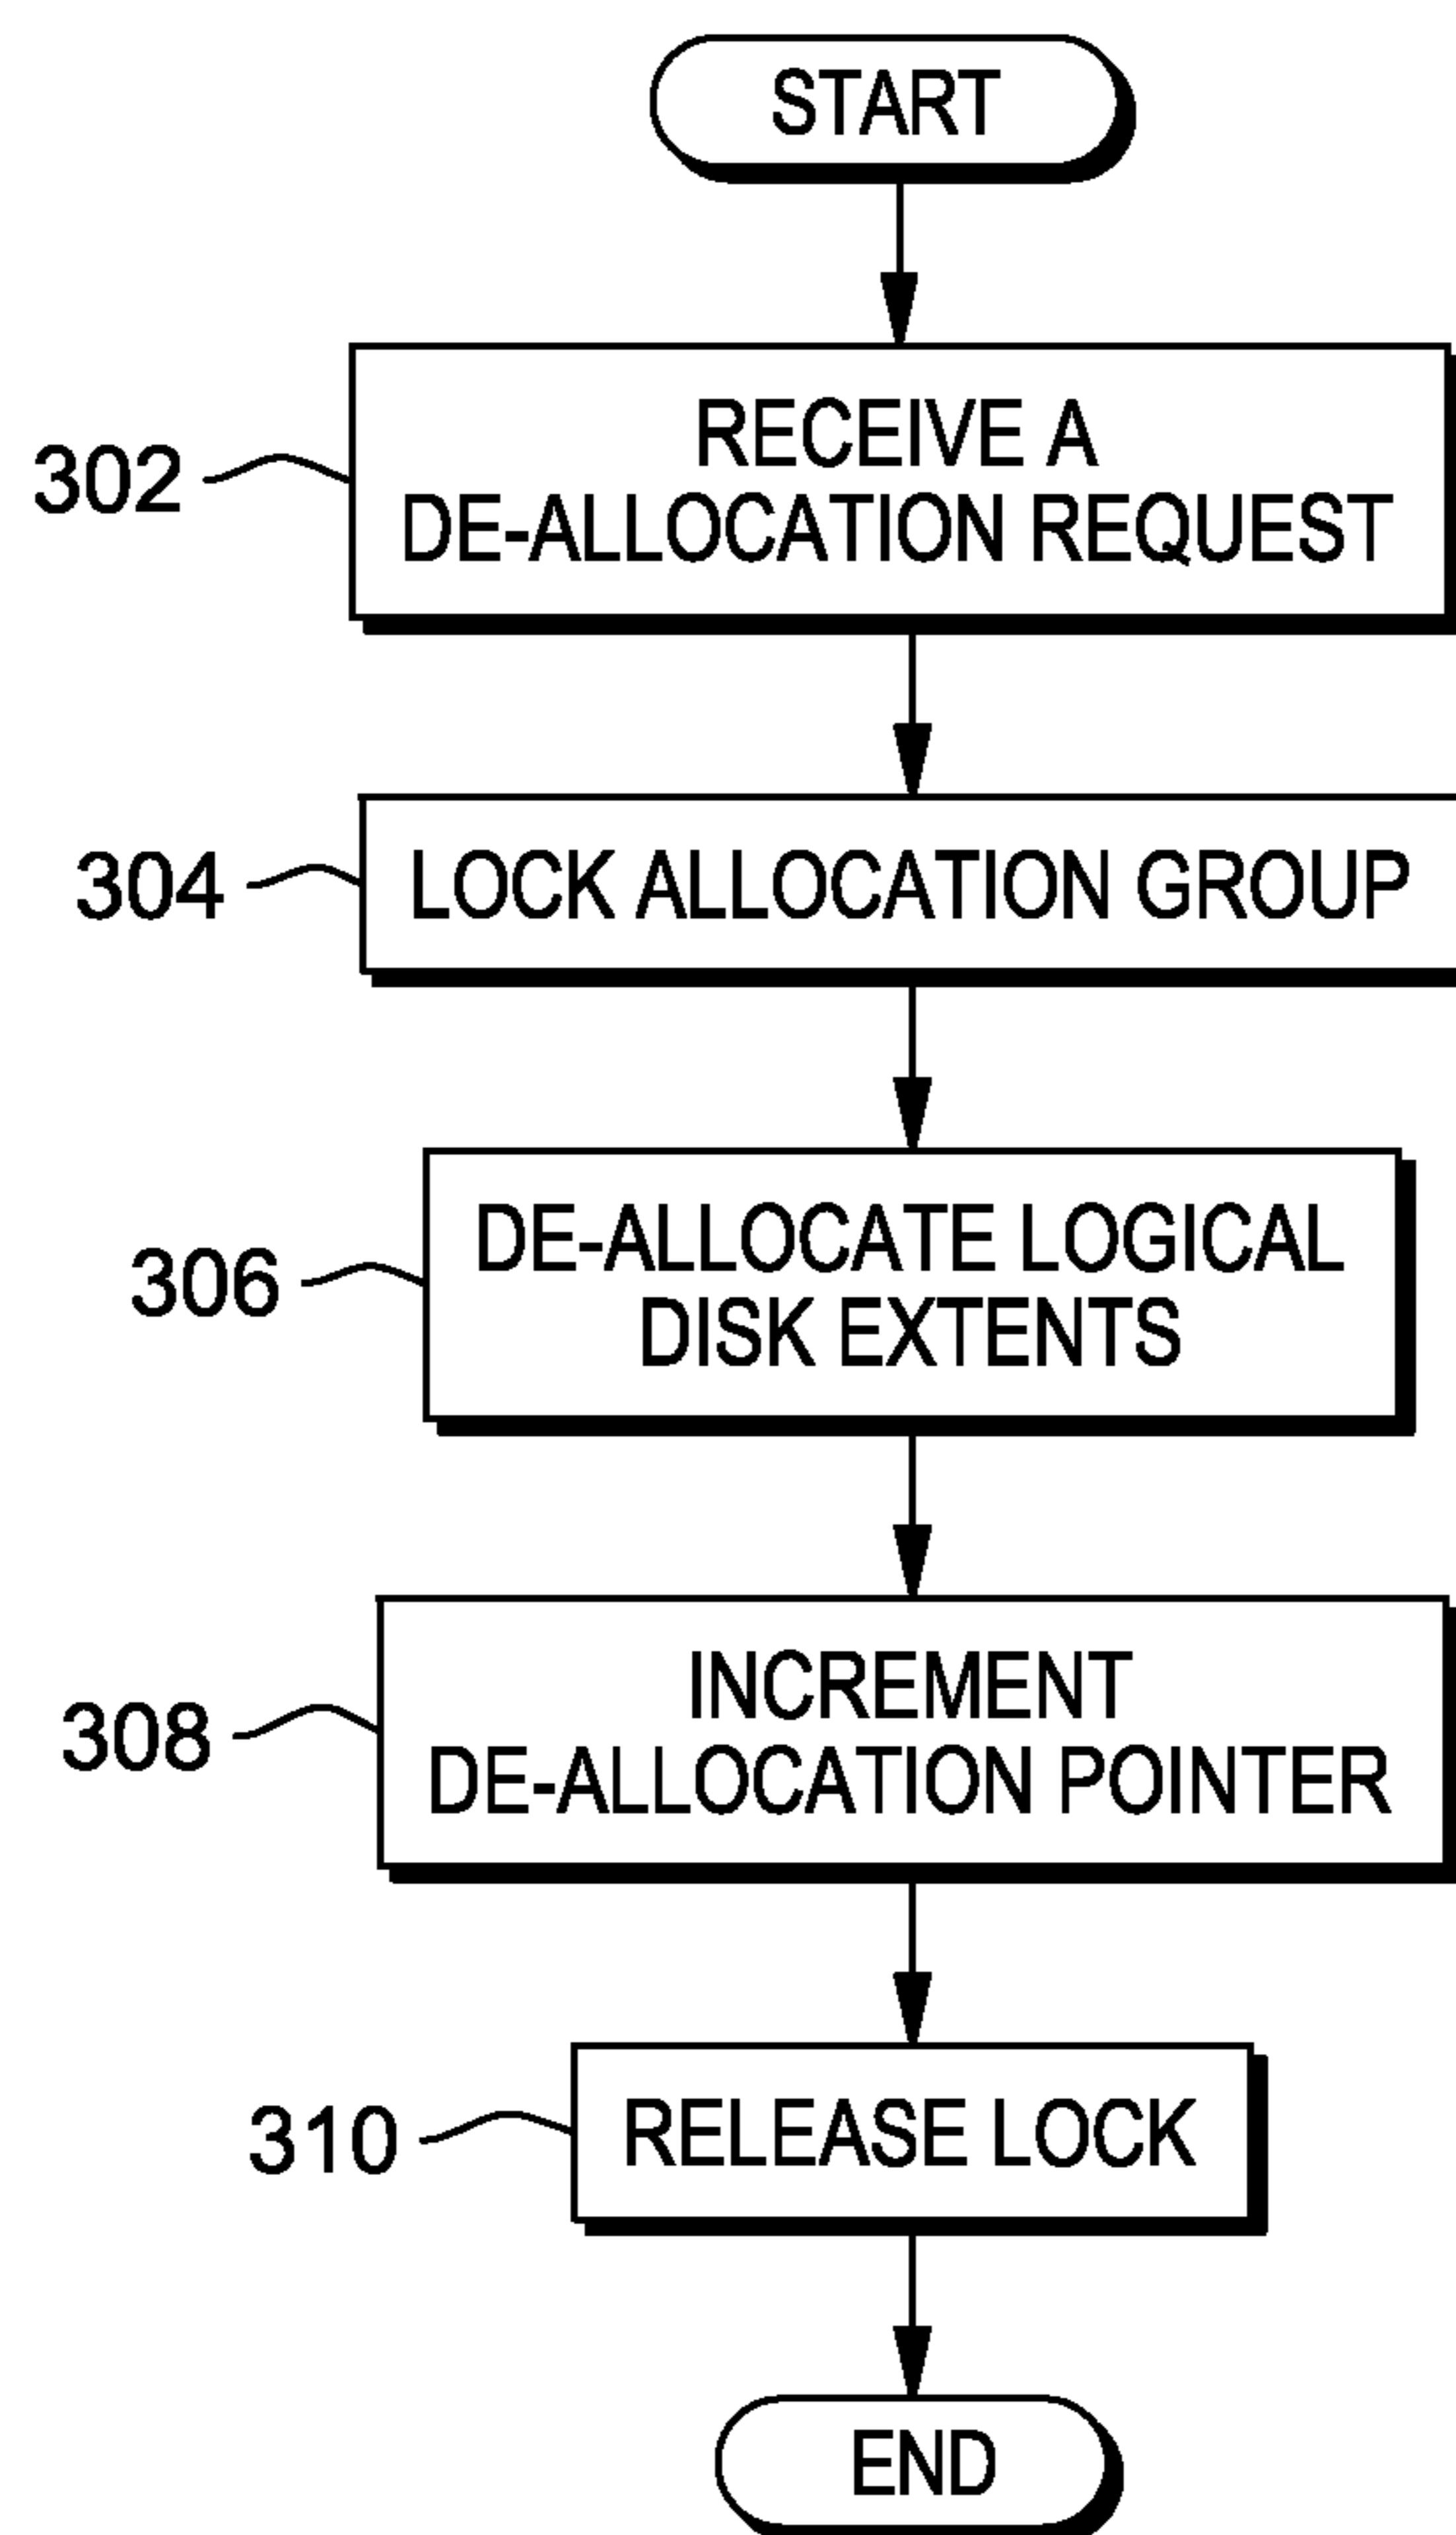 START
302
RECEIVE A
DE-ALLOCATION REQUEST
304
LOCK ALLOCATION GROUP
306
DE-ALLOCATE LOGICAL
DISK EXTENTS
308
INCREMENT
DE-ALLOCATION POINTER
310
RELEASE LOCK
END